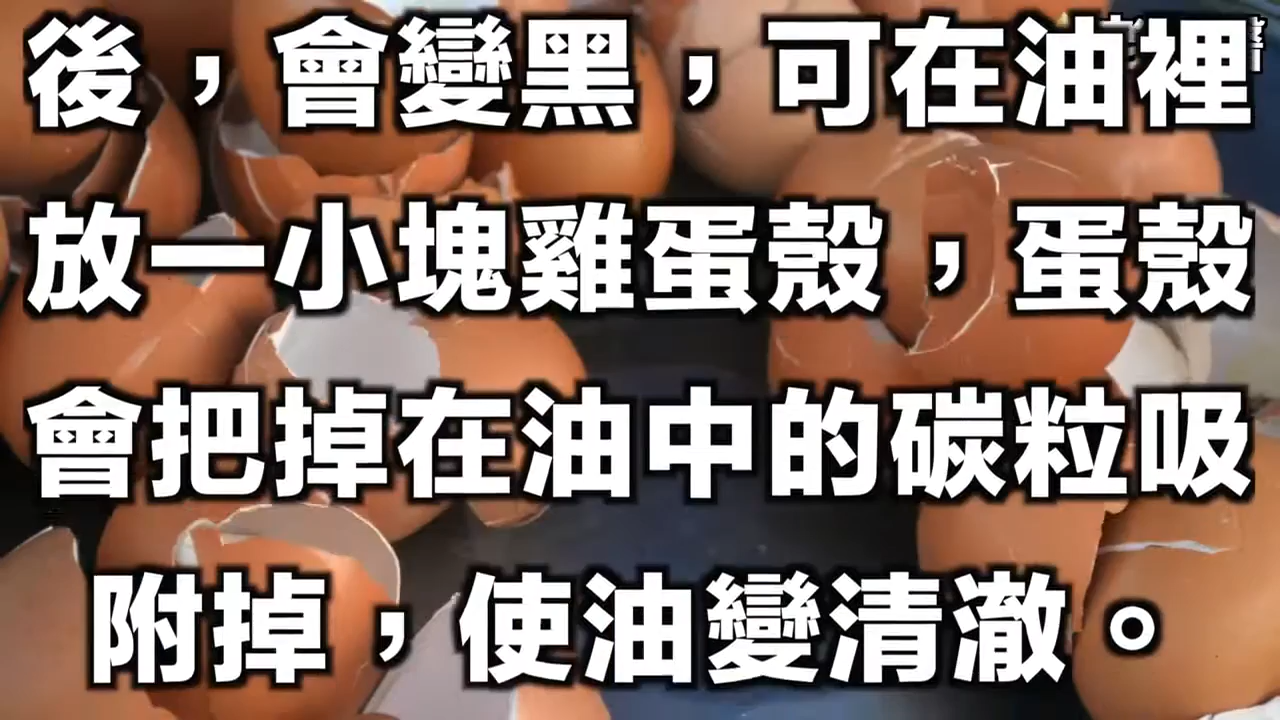 後，會變黑，可在油裡
放一小塊雞蛋殼，蛋殼
會把掉在油中的碳粒吸
附掉，使油變清澈。